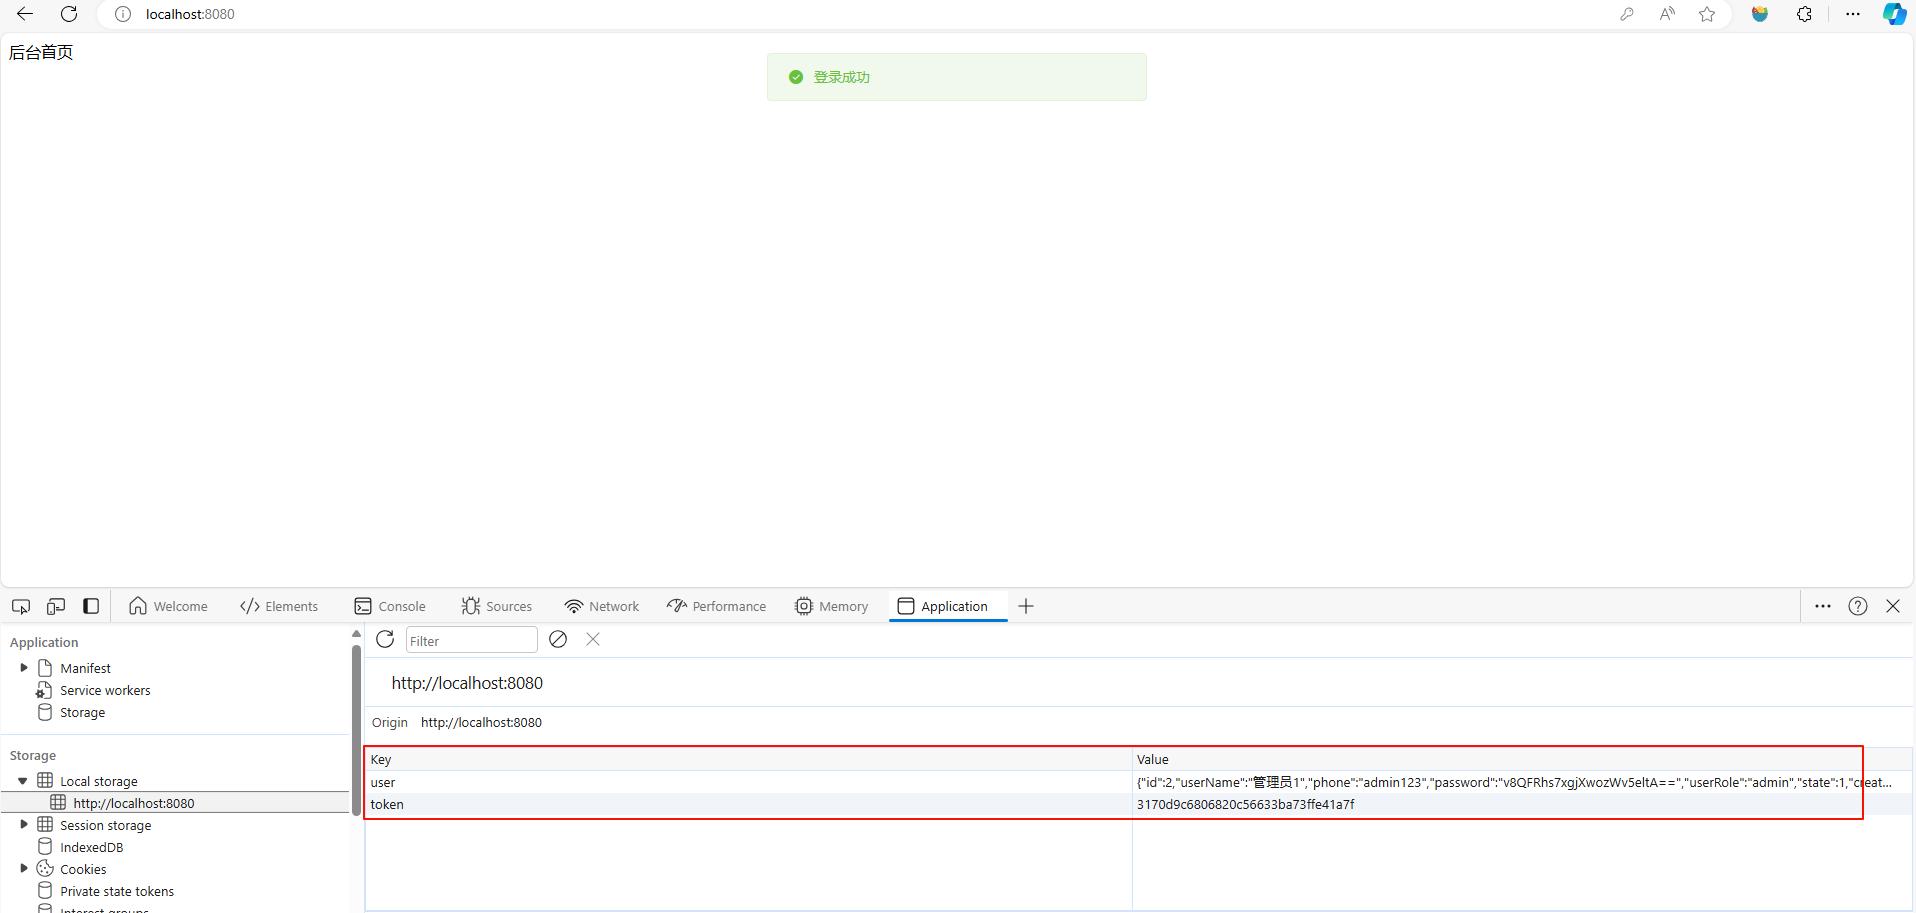 localhost:8080
后台首页
登录成功
Welcome
Elements
Console
Sources
Network
Performance
Memory
Application
Application
Filter
Manifest
Service workers
Storage
http://localhost:8080
Origin http://localhost:8080
Storage
Local storage
http://localhost:8080
Session storage
IndexedDB
Cookies
Private state tokens
Interest groups
Key Value
user {"id":2,"userName":"管理员1","phone":"admin123","password":"v8QFRhs7xgjXwozWv5eltA==","userRole":"admin","state":1,"creat...
token 3170d9c6806820c56633ba73ffe41a7f